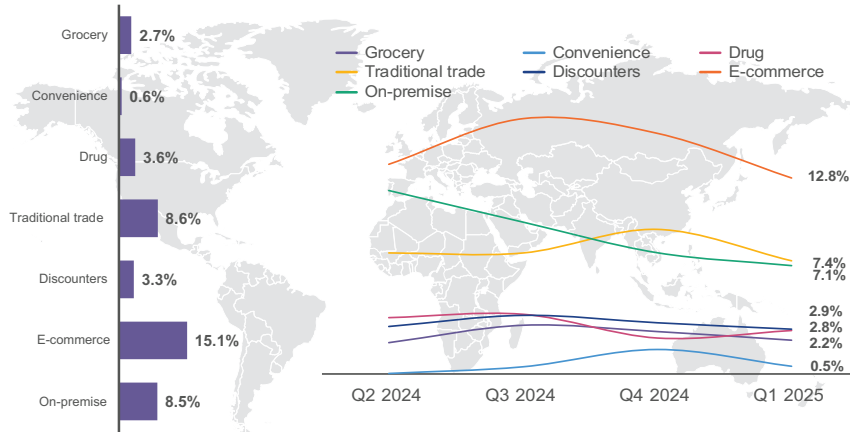 Grocery 2.7%
Convenience 0.6%
Drug 3.6%
Traditional trade 8.6%
Discounters 3.3%
E-commerce 15.1%
On-premise 8.5%
Grocery Convenience Drug
Traditional trade Discounters E-commerce
On-premise
12.8%
7.4%
7.1%
2.9%
2.8%
2.2%
0.5%
Q2 2024 Q3 2024 Q4 2024 Q1 2025